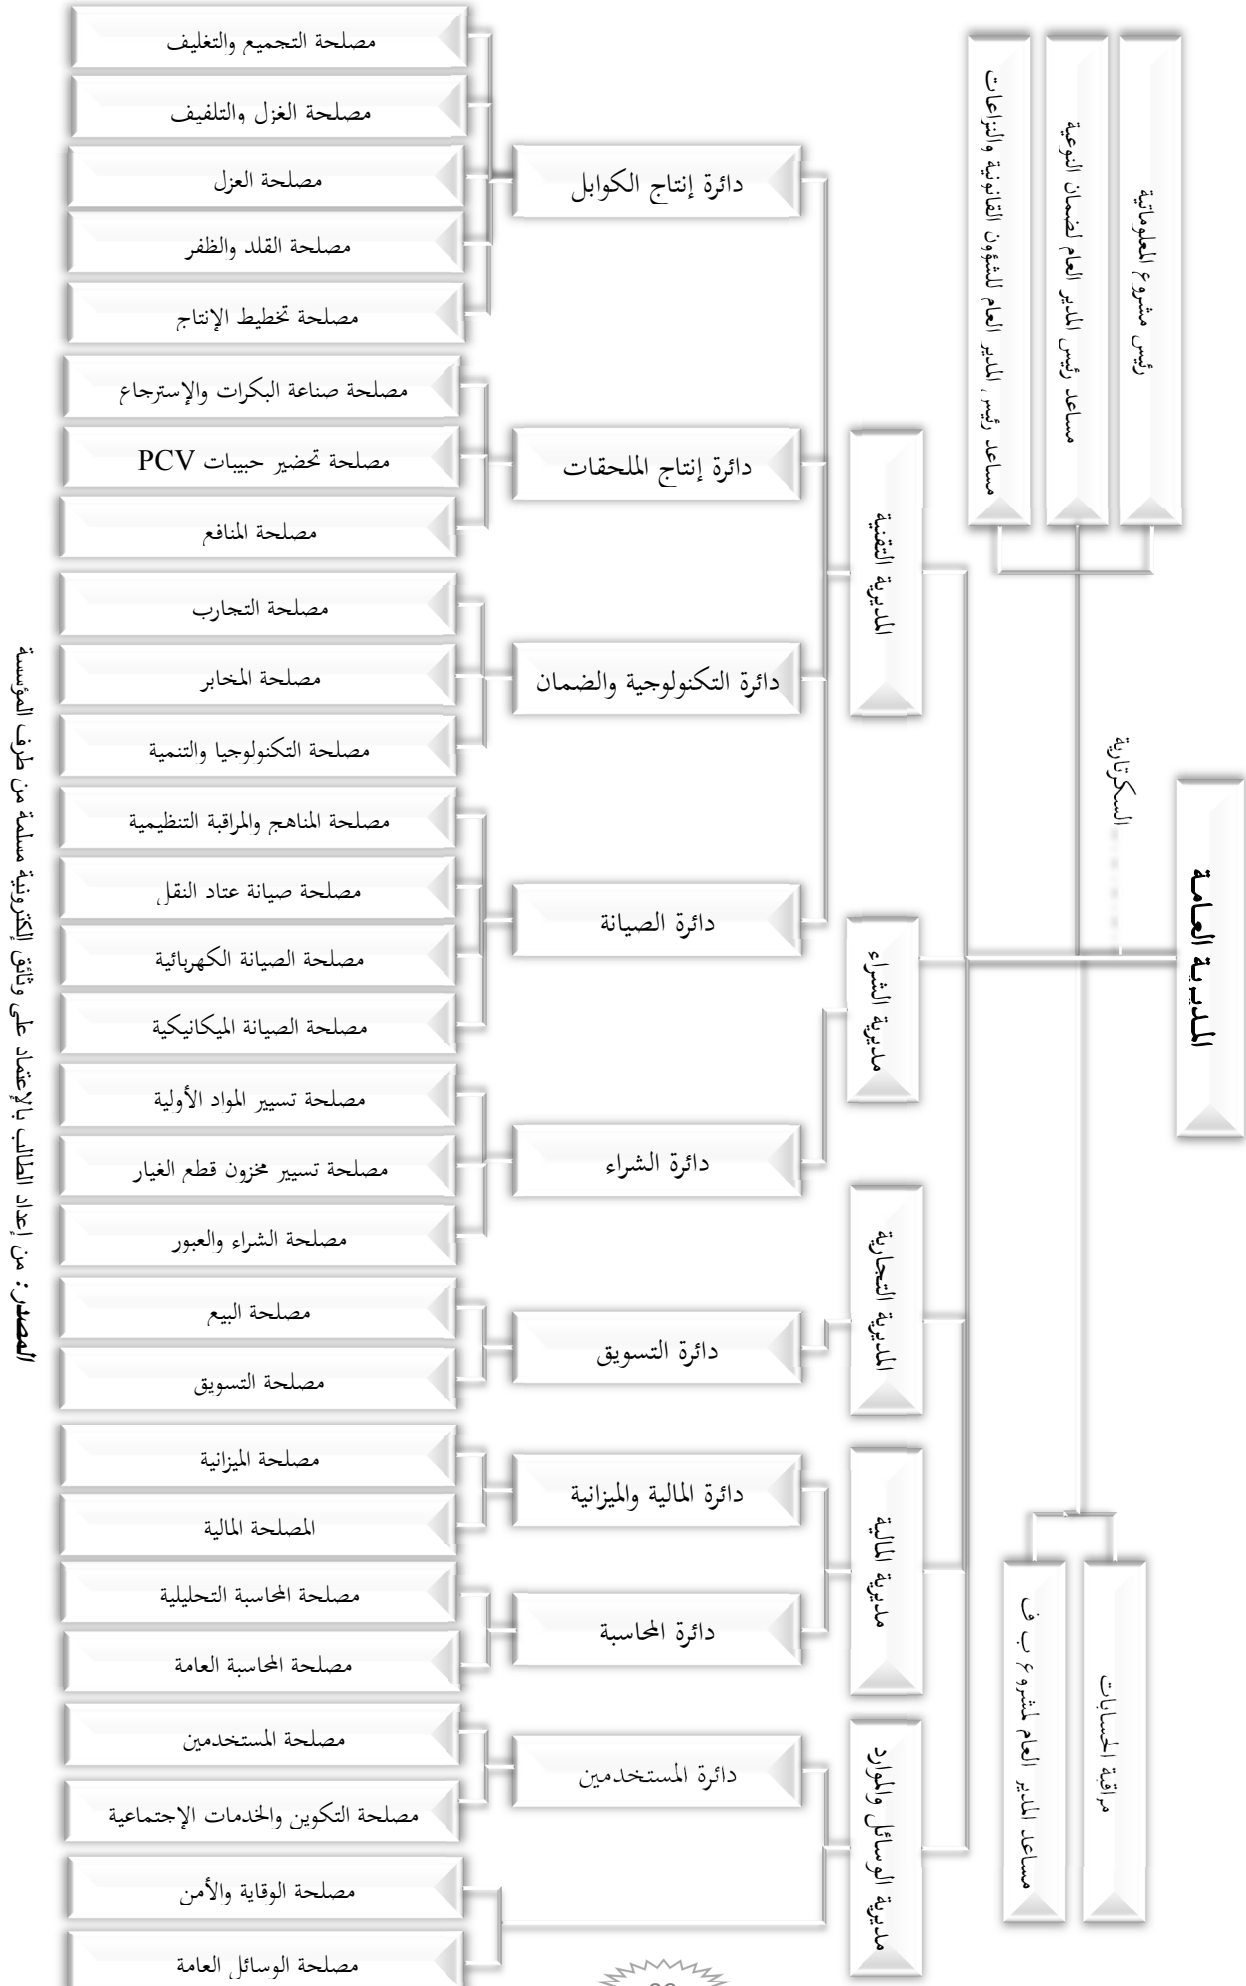 المديرية العامة
السكرتارية
رئيس مشروع المعلوماتية
مساعد رئيس المدير العام لضمان النوعية
مساعد رئيس المدير العام للشؤون القانونية والنزاعات
مراقبة الحسابات
مساعد المدير العام لمشروع ب ف
المديرية التقنية
مديرية الشراء
المديرية التجارية
مديرية المالية
مديرية الوسائل والموارد
دائرة إنتاج الكوابل
دائرة إنتاج الملحقات
دائرة التكنولوجية والضمان
دائرة الصيانة
دائرة الشراء
دائرة التسويق
دائرة المالية والميزانية
دائرة المحاسبة
دائرة المستخدمين
مصلحة التجميع والتغليف
مصلحة الغزل والتلفيف
مصلحة العزل
مصلحة القلد والظفر
مصلحة تخطيط الإنتاج
مصلحة صناعة البكرات والإسترجاع
مصلحة تحضير حبيبات PCV
مصلحة المنافع
مصلحة التجارب
مصلحة المخابر
مصلحة التكنولوجيا والتنمية
مصلحة المناهج والمراقبة التنظيمية
مصلحة صيانة عتاد النقل
مصلحة الصيانة الكهربائية
مصلحة الصيانة الميكانيكية
مصلحة تسيير المواد الأولية
مصلحة تسيير مخزون قطع الغيار
مصلحة الشراء والعبور
مصلحة البيع
مصلحة التسويق
مصلحة الميزانية
المصلحة المالية
مصلحة المحاسبة التحليلية
مصلحة المحاسبة العامة
مصلحة المستخدمين
مصلحة التكوين والخدمات الإجتماعية
مصلحة الوقاية والأمن
مصلحة الوسائل العامة
المصدر: من إعداد الطالب بالإعتماد على وثائق إلكترونية مسلمة من طرف المؤسسة